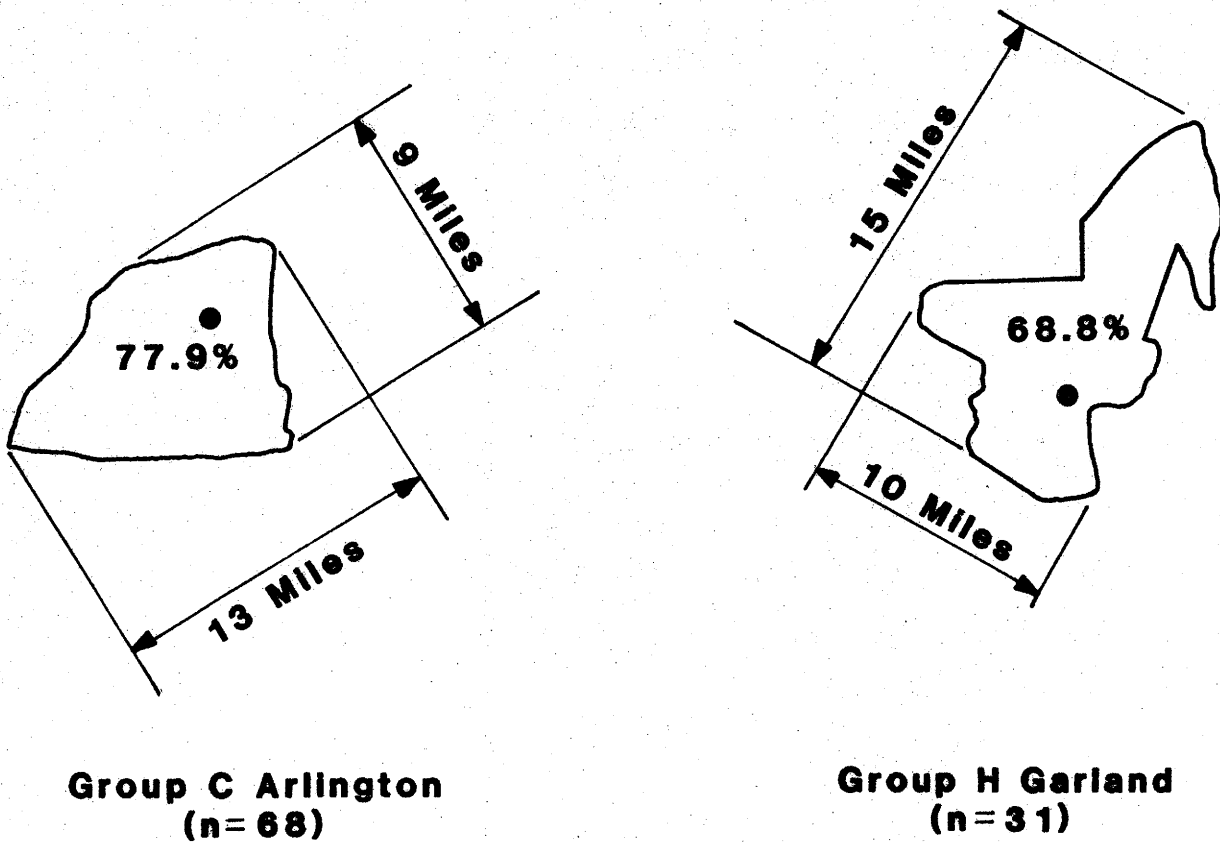 9 Miles
77.9%
13 Miles
Group C Arlington
(n=68)
15 Miles
68.8%
10 Miles
Group H Garland
(n=31)